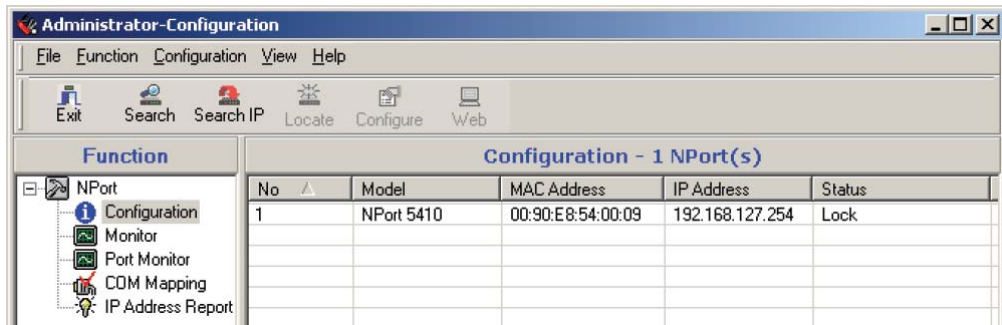 Administrator-Configuration
File Function Configuration View Help
Exit Search Search IP Locate Configure Web
Function
Configuration - 1 NPort(s)
NPort
Configuration
Monitor
Port Monitor
COM Mapping
IP Address Report
No Model MAC Address IP Address Status
1 NPort 5410 00:90:E8:54:00:09 192.168.127.254 Lock